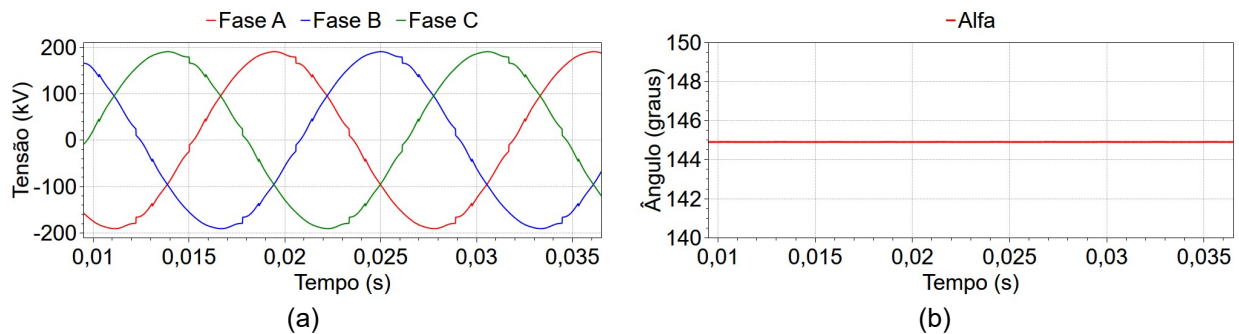 Fase A Fase B Fase C
Tensão (kV)
200
100
0
-100
-200
0,01 0,015 0,02 0,025 0,03 0,035
Tempo (s)
(a)
Alfa
Ângulo (graus)
150
148
146
144
142
140
0,01 0,015 0,02 0,025 0,03 0,035
Tempo (s)
(b)